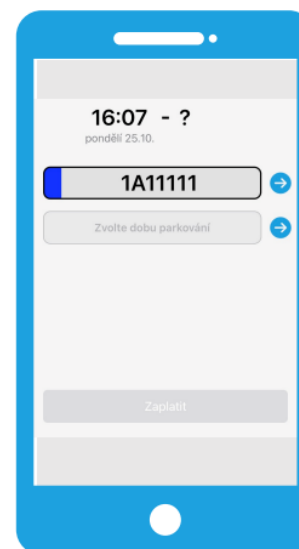 16:07 - ?
pondělí 25.10.
1A11111
Zvolte dobu parkování
Zaplatit